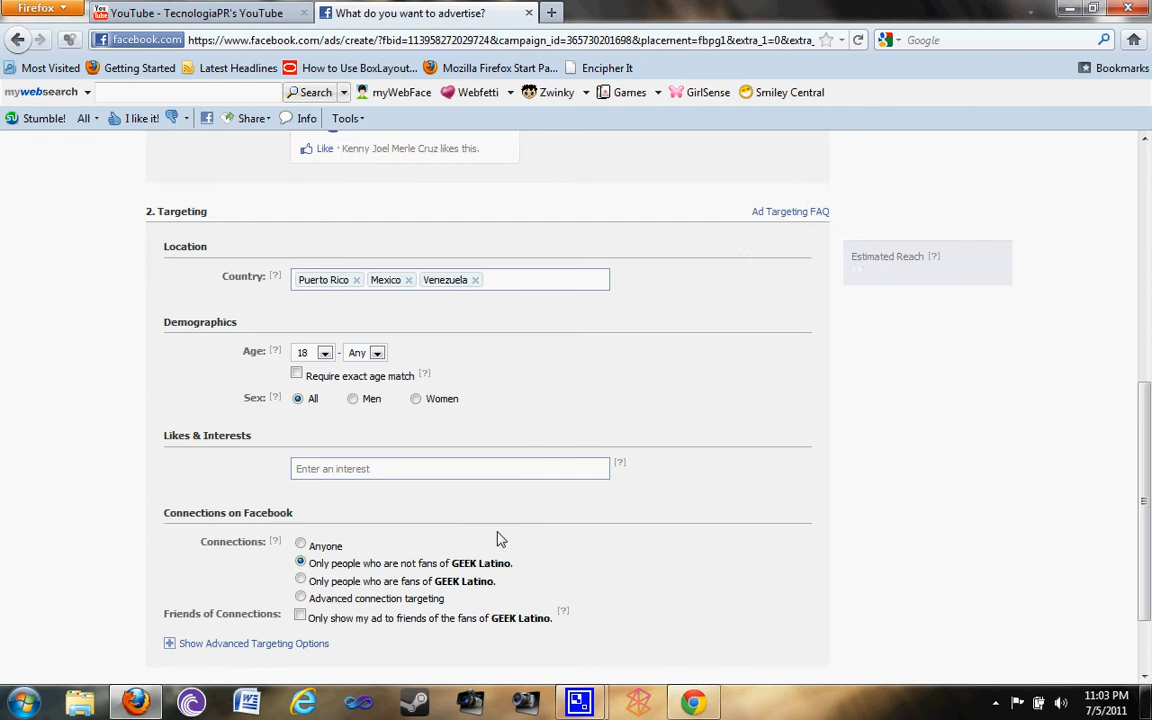 Firefox
YouTube - TecnologiaPR's YouTube
What do you want to advertise?
facebook.com
https://www.facebook.com/ads/create/?fbid=113958272029724&campaign_id=365730201698&placement=fbpg1&extra_1=0&extra_
Google
Most Visited
Getting Started
Latest Headlines
How to Use BoxLayout...
Mozilla Firefox Start Pa...
Encipher It
Bookmarks
mywebsearch
Search
myWebFace
Webfetti
Zwinky
Games
GirlSense
Smiley Central
Stumble!
All
I like it!
Share
Info
Tools
Like · Kenny Joel Merle Cruz likes this.
2. Targeting
Ad Targeting FAQ
Location
Estimated Reach [?]
Country: [?]
Puerto Rico
Mexico
Venezuela
Demographics
Age: [?]
18 - Any
Require exact age match [?]
Sex: [?]
All
Men
Women
Likes & Interests
Enter an interest
[?]
Connections on Facebook
Connections: [?]
Anyone
Only people who are not fans of GEEK Latino.
Only people who are fans of GEEK Latino.
Advanced connection targeting
Friends of Connections:
Only show my ad to friends of the fans of GEEK Latino. [?]
Show Advanced Targeting Options
11:03 PM
7/5/2011